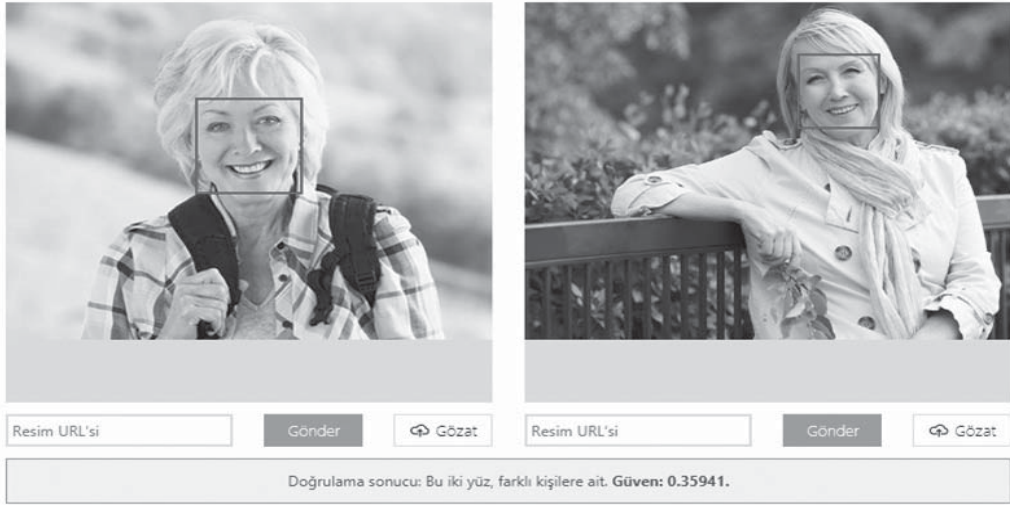 Resim URL'si Gönder Gözat Resim URL'si Gönder Gözat
Doğrulama sonucu: Bu iki yüz, farklı kişilere ait. Güven: 0.35941.